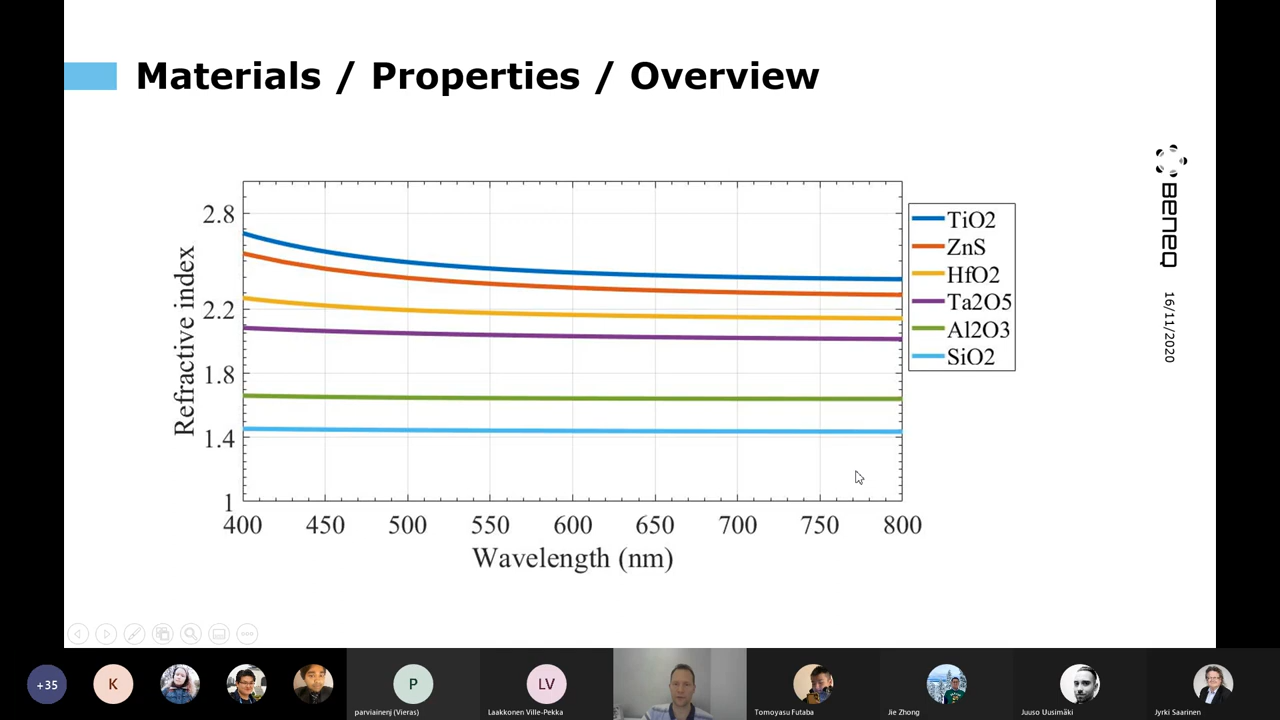 Materials / Properties / Overview
BENEQ
16/11/2020
Refractive index
2.8
2.2
1.8
1.4
1
400 450 500 550 600 650 700 750 800
Wavelength (nm)
TiO2
ZnS
HfO2
Ta2O5
Al2O3
SiO2
+35
K
P
LV
parviainenj (Vieras)
Laakkonen Ville-Pekka
Tomoyasu Futaba
Jie Zhong
Juuso Uusimäki
Jyrki Saarinen